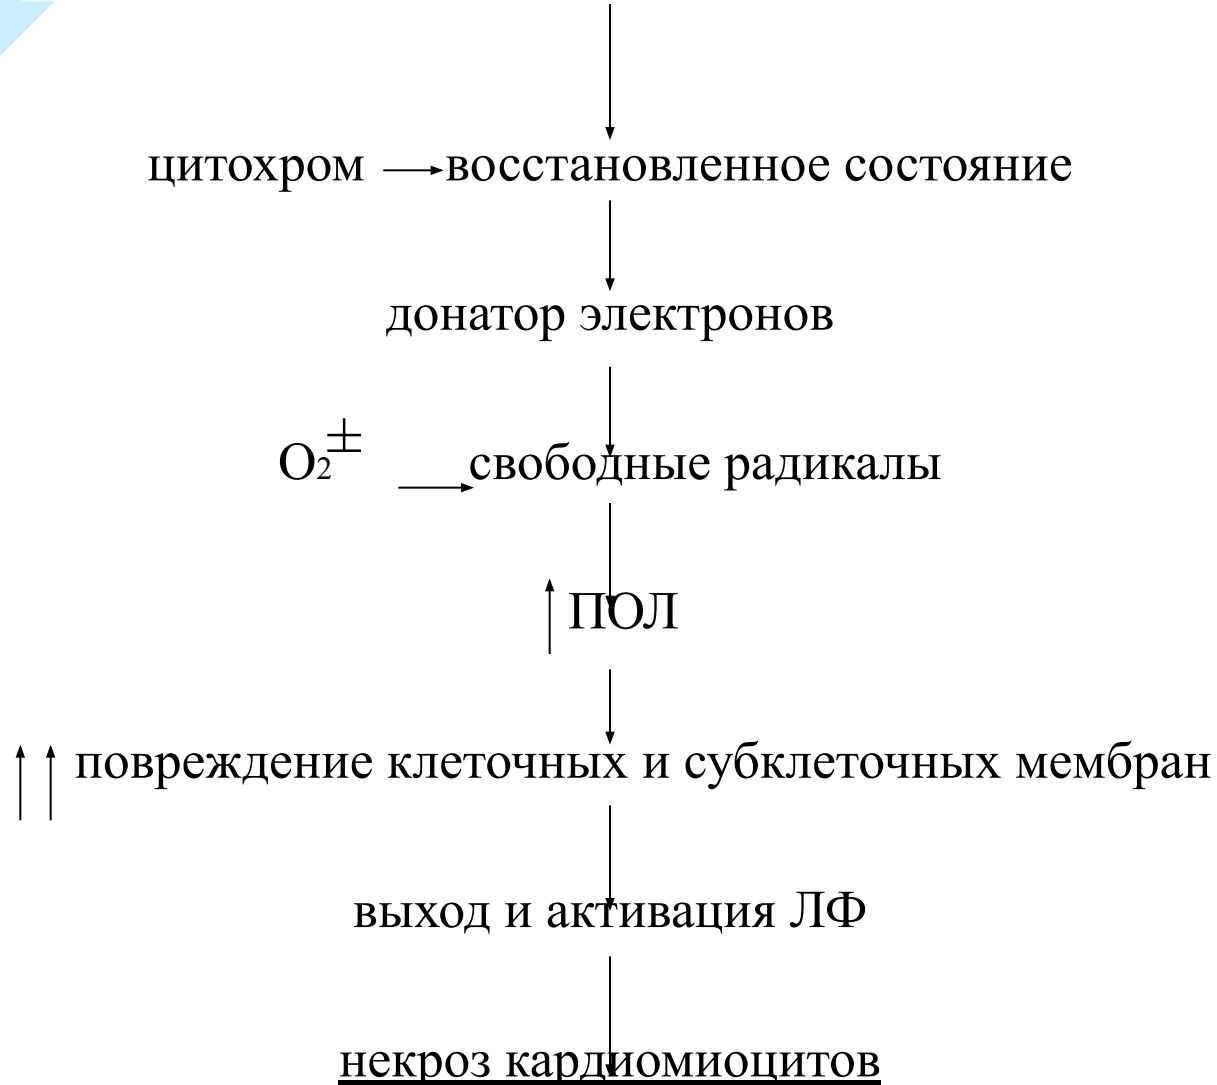 цитохром → восстановленное состояние
донатор электронов
O₂± → свободные радикалы
↑ ПОЛ
↑ ↑ повреждение клеточных и субклеточных мембран
выход и активация ЛФ
некроз кардиомиоцитов